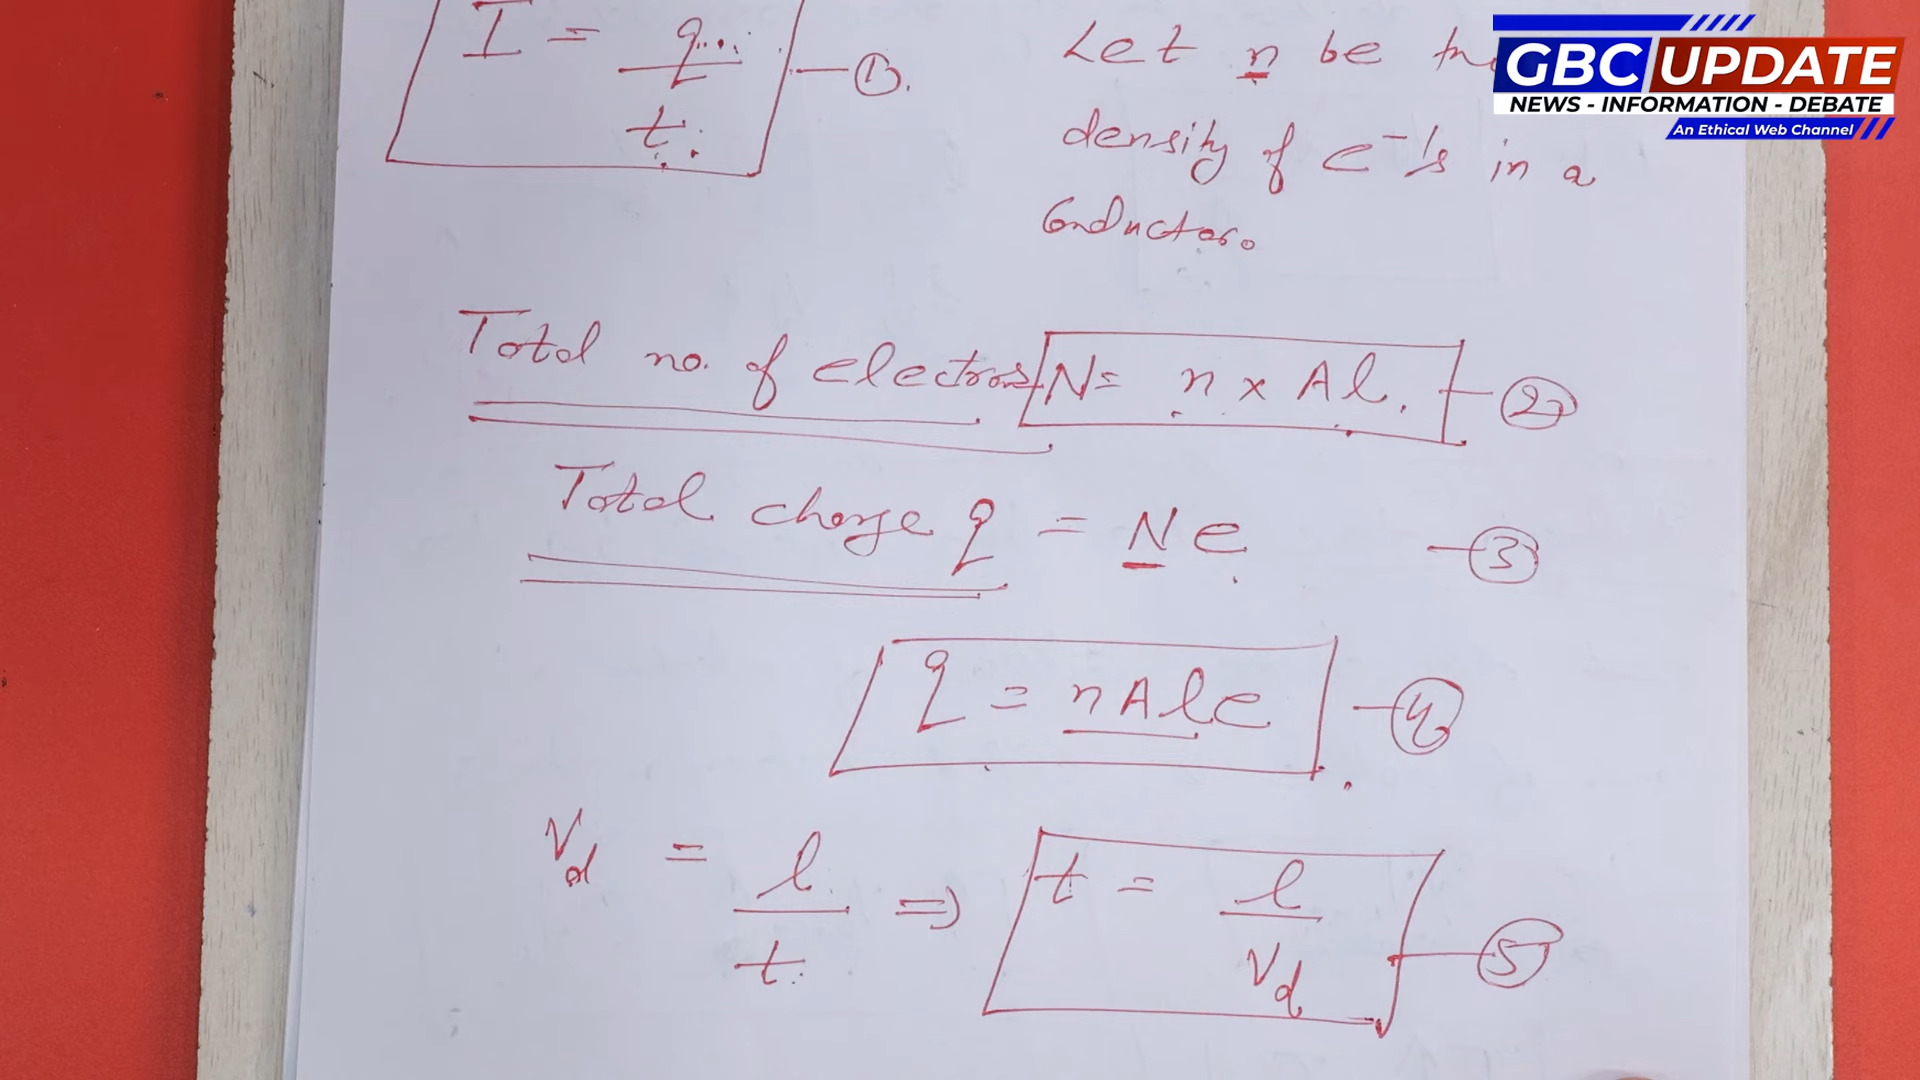 I = q/t —①.
Let n be the
density of e⁻/s in a
Conductor.
GBC UPDATE
NEWS - INFORMATION - DEBATE
An Ethical Web Channel
Total no. of electrons N = n x Al. —②
Total charge q = Ne —③
q = nAle —④
Vd = l/t ⇒ t = l/Vd —⑤